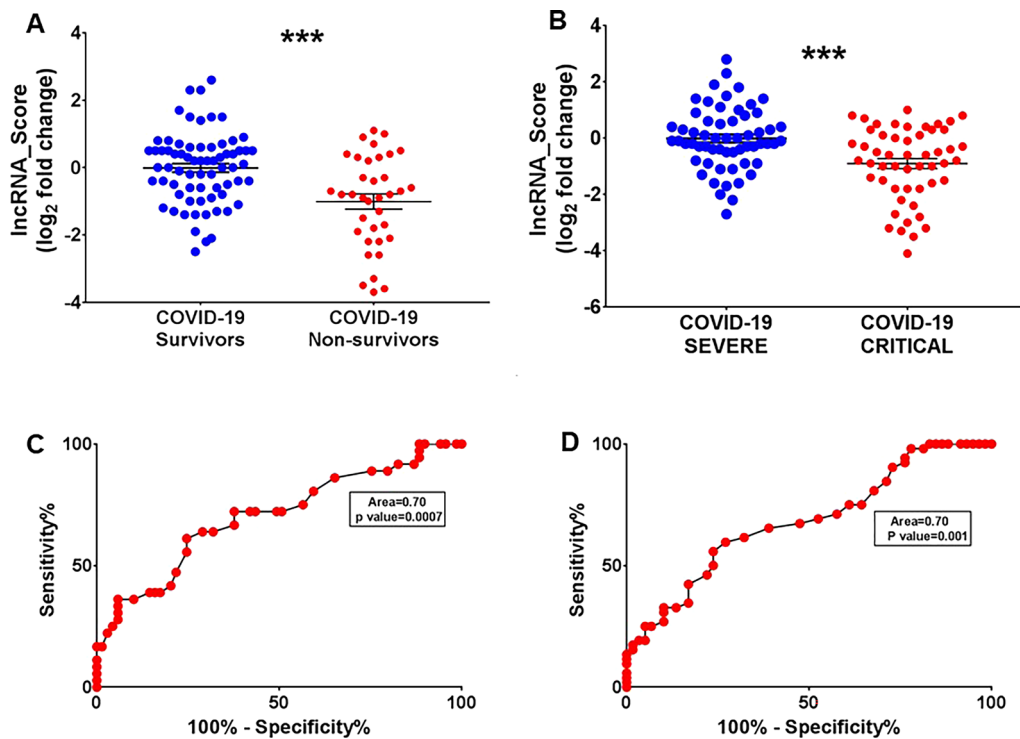 A
lncRNA_Score
(log2 fold change)
4
2
0
-2
-4
***
COVID-19
Survivors
COVID-19
Non-survivors
B
lncRNA_Score
(log2 fold change)
4
2
0
-2
-4
-6
***
COVID-19
SEVERE
COVID-19
CRITICAL
C
Sensitivity%
100
50
0
Area=0.70
p value=0.0007
0
50
100
100% - Specificity%
D
Sensitivity%
100
50
0
Area=0.70
P value=0.001
0
50
100
100% - Specificity%